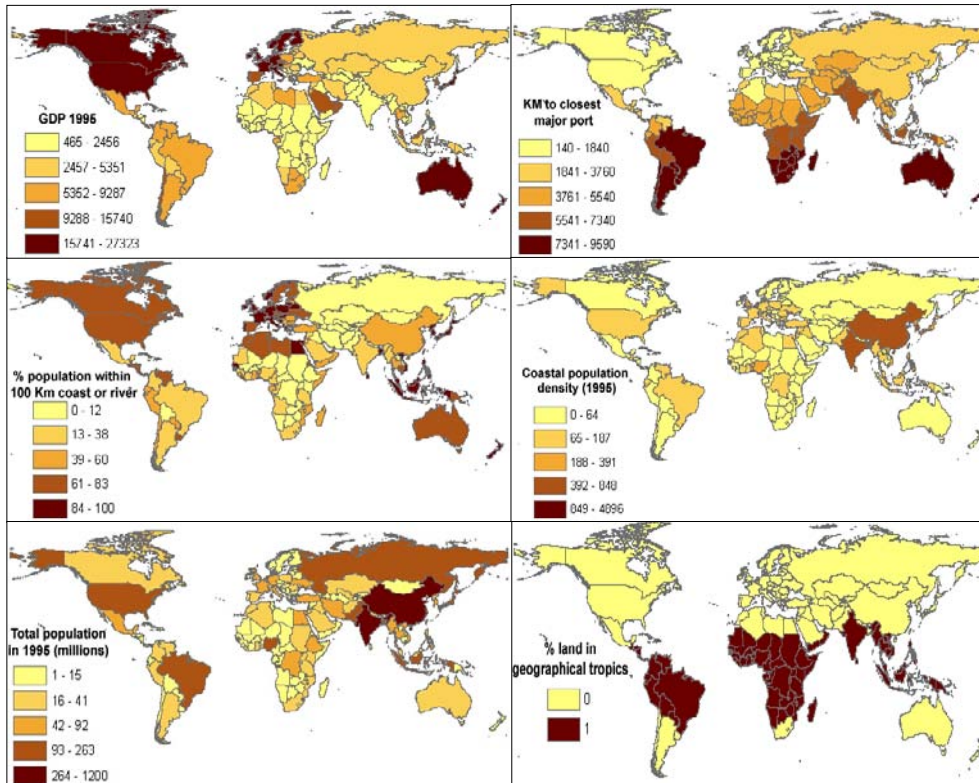 GDP 1995
465 - 2456
2457 - 5351
5352 - 9287
9288 - 15740
15741 - 27323
KM to closest
major port
140 - 1840
1841 - 3760
3761 - 5540
5541 - 7340
7341 - 9590
% population within
100 Km coast or river
0 - 12
13 - 38
39 - 60
61 - 83
84 - 100
Coastal population
density (1995)
0 - 64
65 - 187
188 - 391
392 - 848
849 - 4896
Total population
in 1995 (millions)
1 - 15
16 - 41
42 - 92
93 - 263
264 - 1200
% land in
geographical tropics
0
1